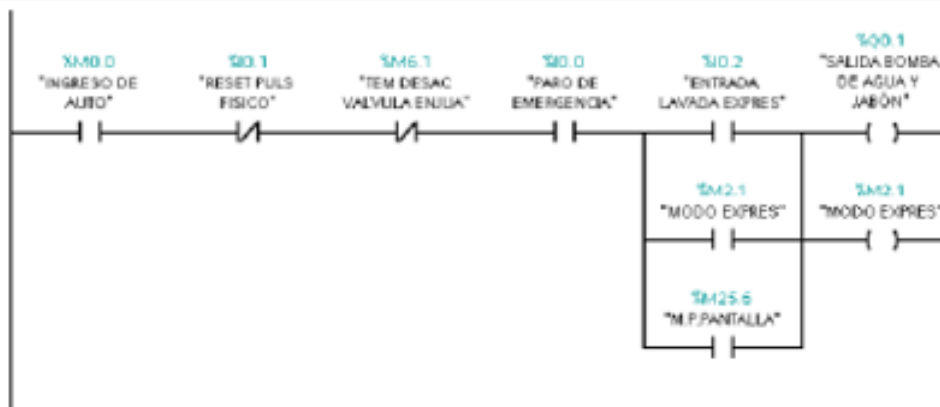 %M0.0
"INGRESO DE
AUTO"
%I0.1
"RESET PULS
FISICO"
%M6.1
"TEM DESAC
VALVULA ENJUA"
%I0.0
"PARO DE
EMERGENCIA"
%I0.2
"ENTRADA
LAVADA EXPRES"
%Q0.1
"SALIDA BOMBA
DE AGUA Y
JABÓN"
%M2.1
"MODO EXPRES"
%M2.1
"MODO EXPRES"
%M25.6
"M.P.PANTALLA"